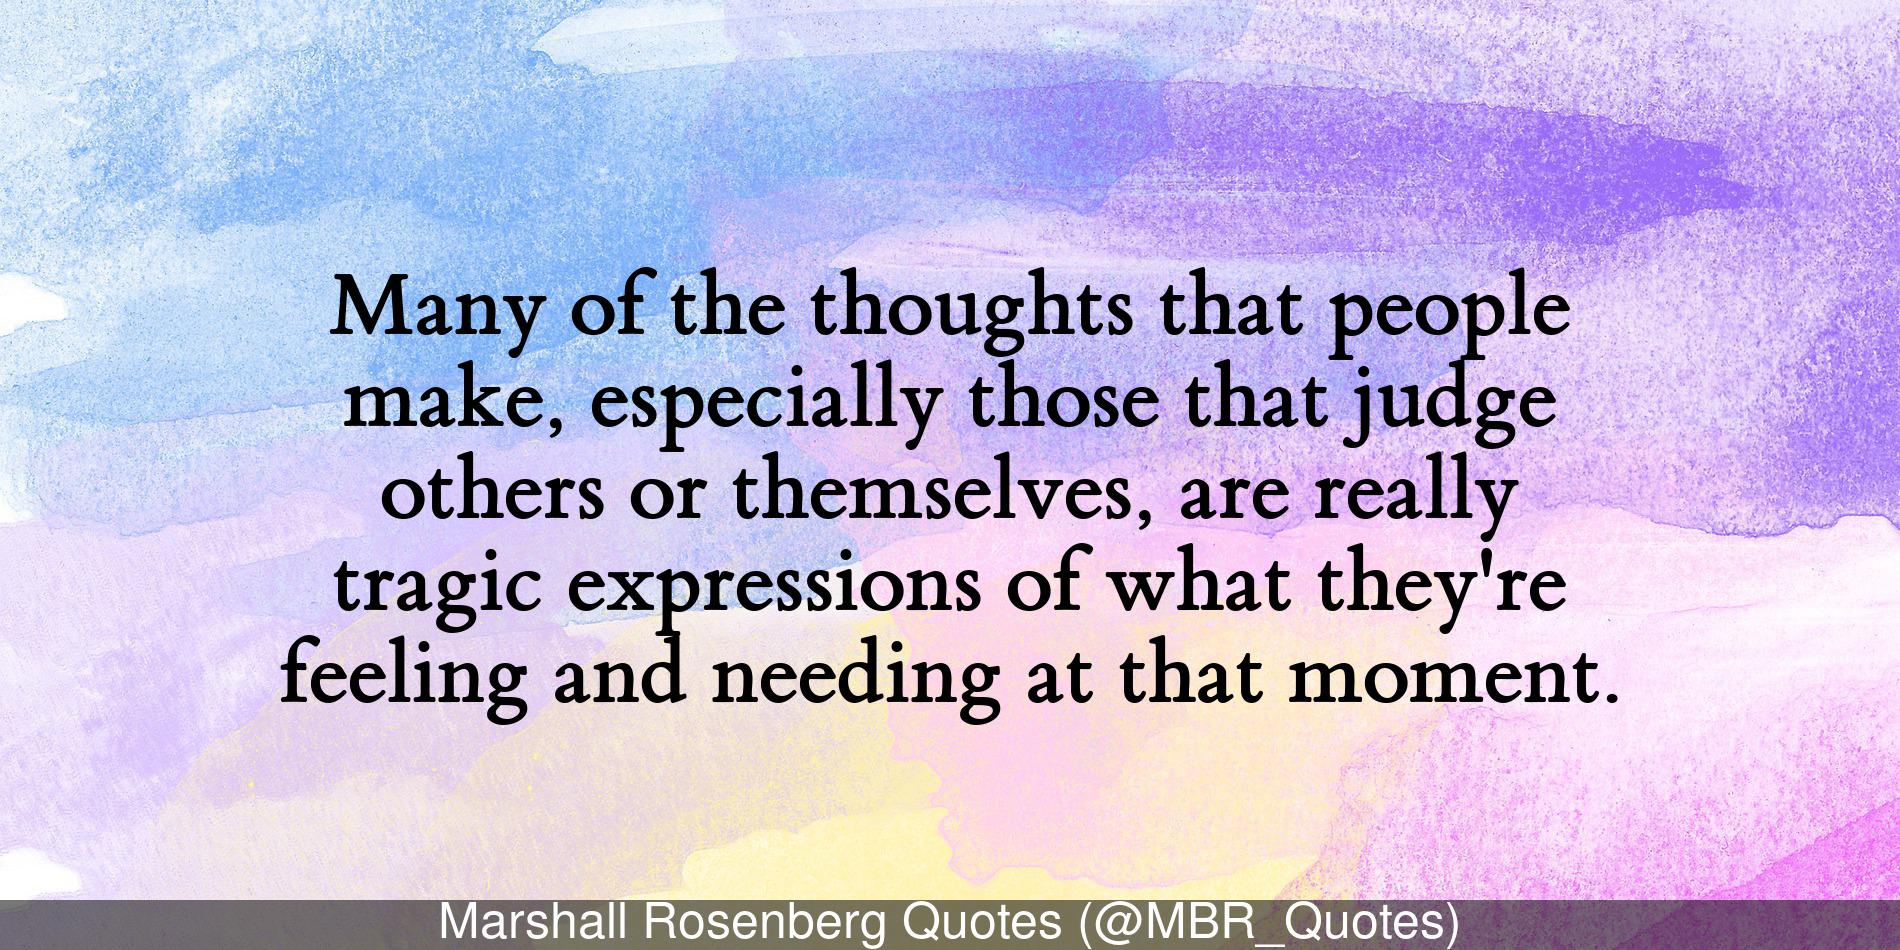 Many of the thoughts that people
make, especially those that judge
others or themselves, are really
tragic expressions of what they're
feeling and needing at that moment.
Marshall Rosenberg Quotes (@MBR_Quotes)